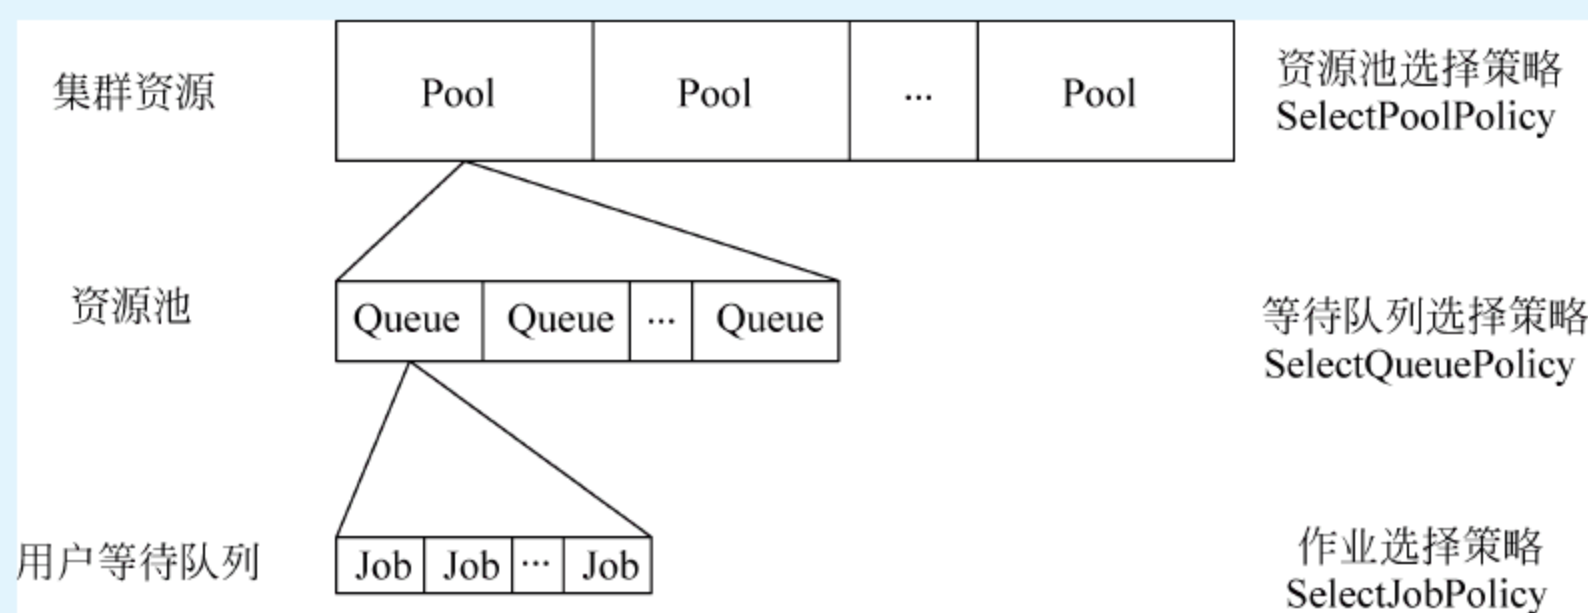 集群资源
Pool
Pool
...
Pool
资源池选择策略
SelectPoolPolicy
资源池
Queue
Queue
...
Queue
等待队列选择策略
SelectQueuePolicy
用户等待队列
Job
Job
...
Job
作业选择策略
SelectJobPolicy